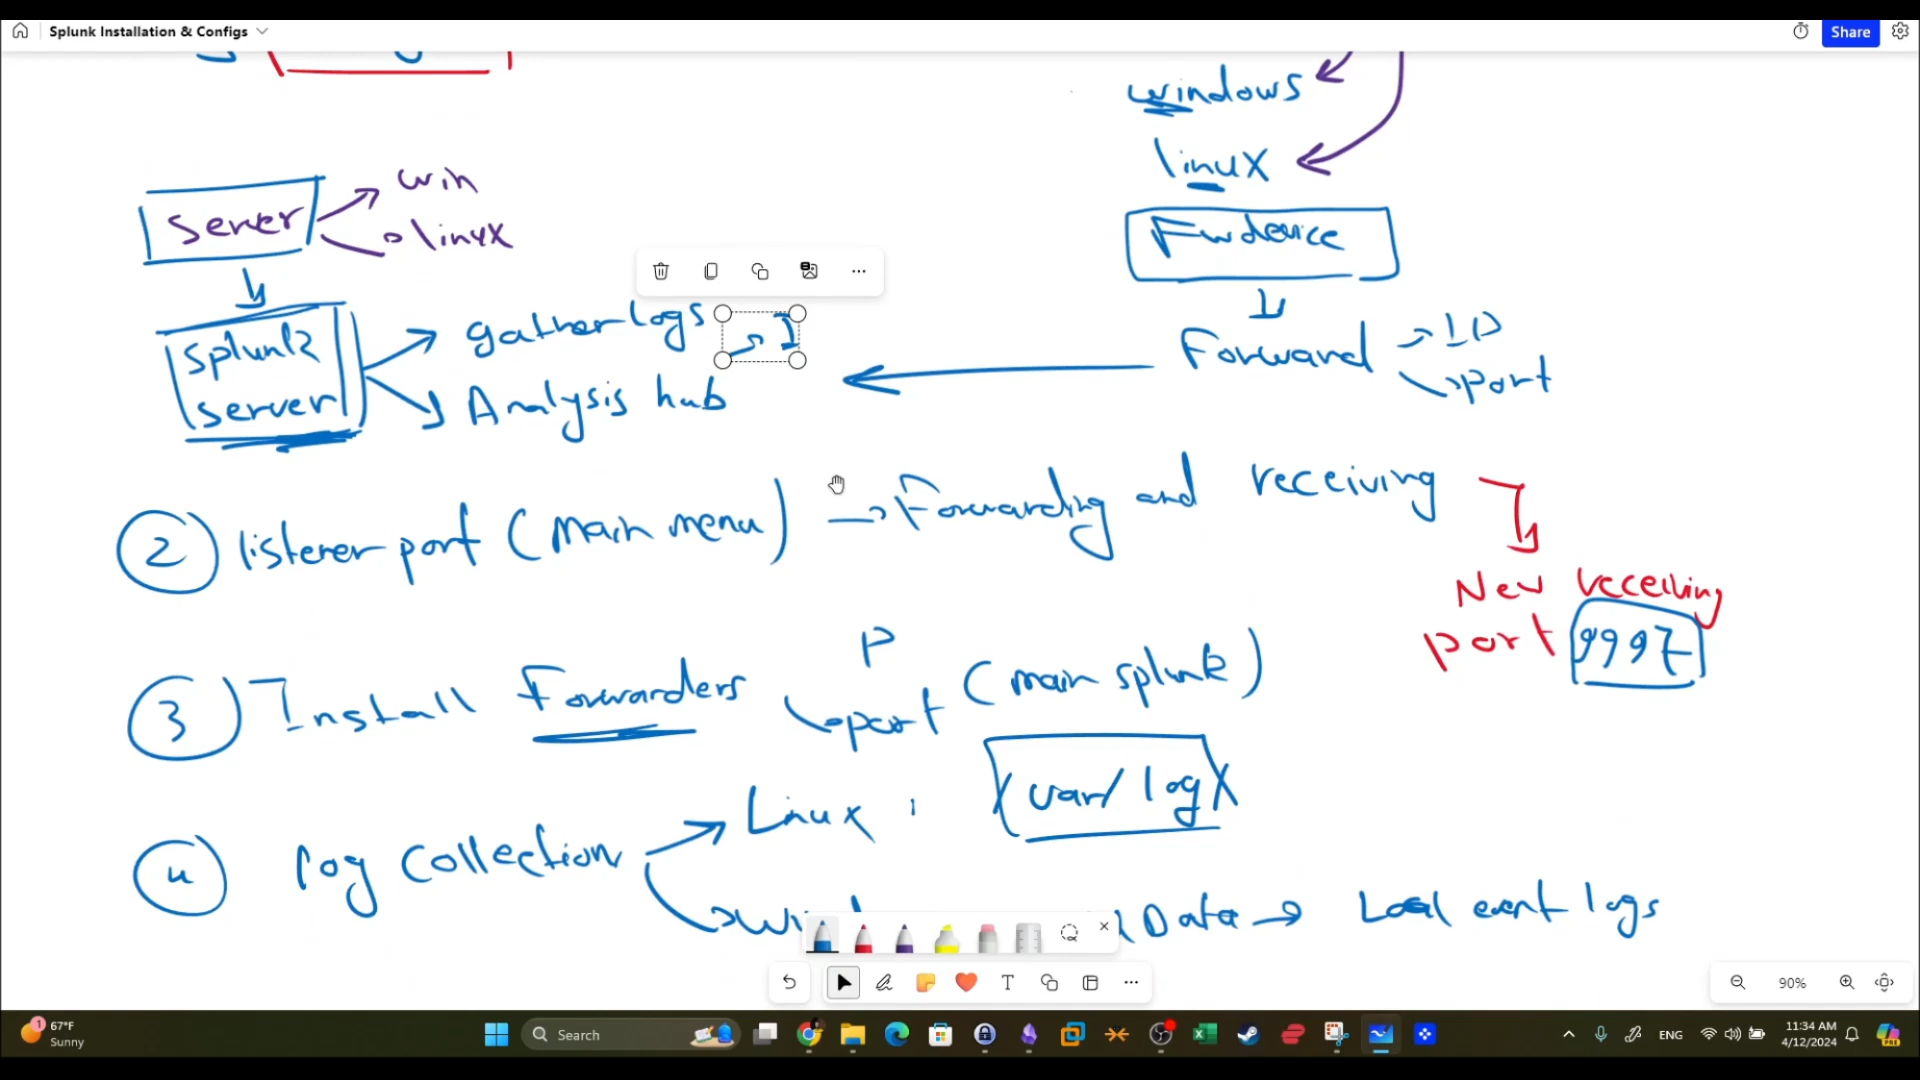 Splunk Installation & Configs
Share
windows
linux
win
Server
linux
Fw device
gather logs
Splunk
server
Analysis hub
Forward
IP
port
2 listener port (main menu) → Forwarding and receiving
New receiving
port 9997
P
3 Install Forwarders port (main splunk)
Linux : /var/log/
4 log collection
Data → Local event logs
90%
1
67°F
Sunny
Search
ENG
11:34 AM
4/12/2024